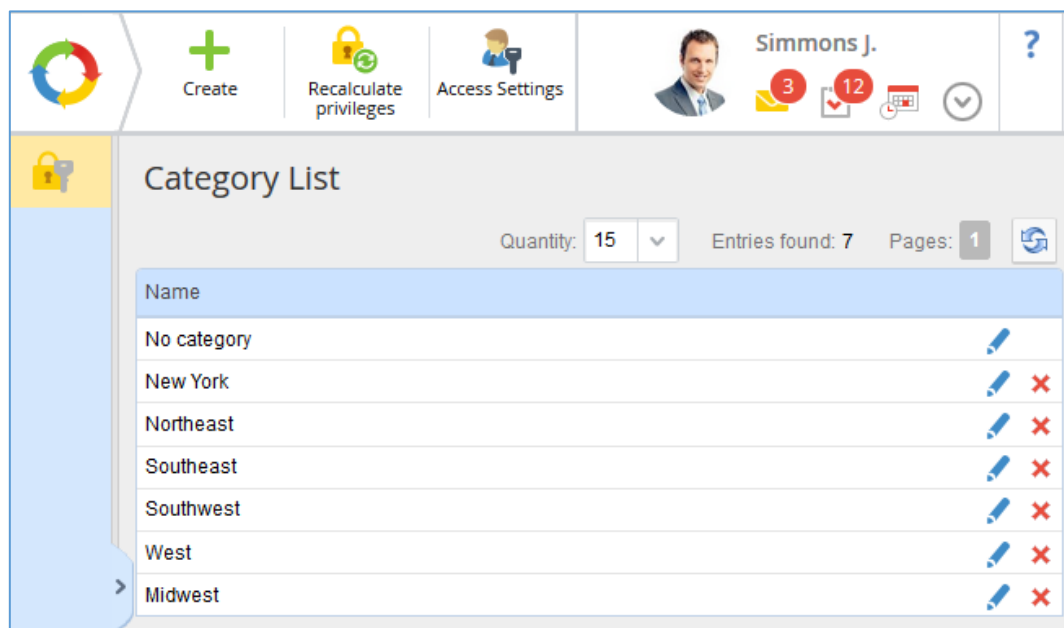 Create
Recalculate
privileges
Access Settings
Simmons J.
3
12
?
Category List
Quantity: 15 Entries found: 7 Pages: 1
Name
No category
New York
Northeast
Southeast
Southwest
West
Midwest